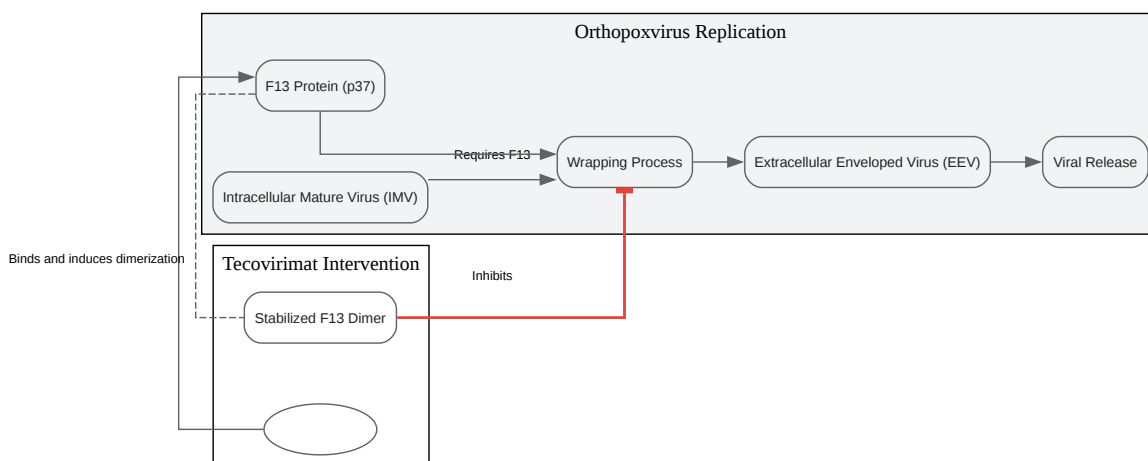 Orthopoxvirus Replication
F13 Protein (p37)
Requires F13
Wrapping Process
Extracellular Enveloped Virus (EEV)
Viral Release
Intracellular Mature Virus (IMV)
Binds and induces dimerization
Tecovirimat Intervention
Inhibits
Stabilized F13 Dimer